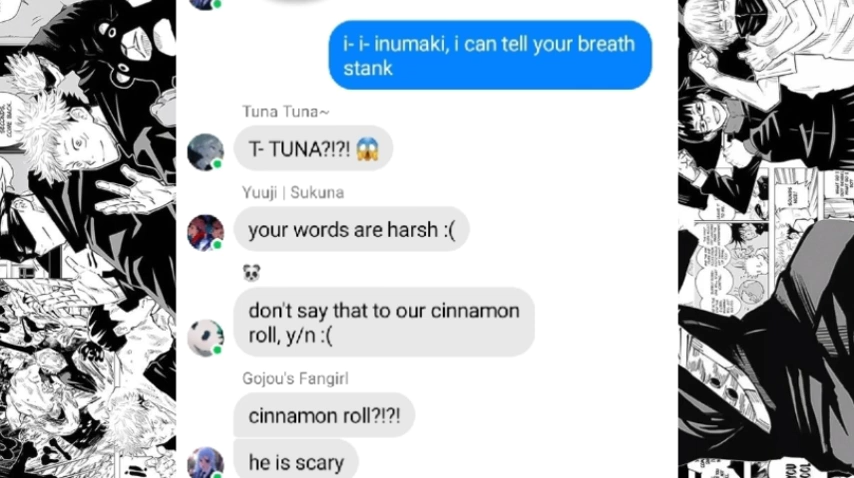 i- i- inumaki, i can tell your breath
stank
Tuna Tuna~
T- TUNA?!?! 😱
Yuuji | Sukuna
your words are harsh :(
🐼
don't say that to our cinnamon
roll, y/n :(
Gojou's Fangirl
cinnamon roll?!?!
he is scary